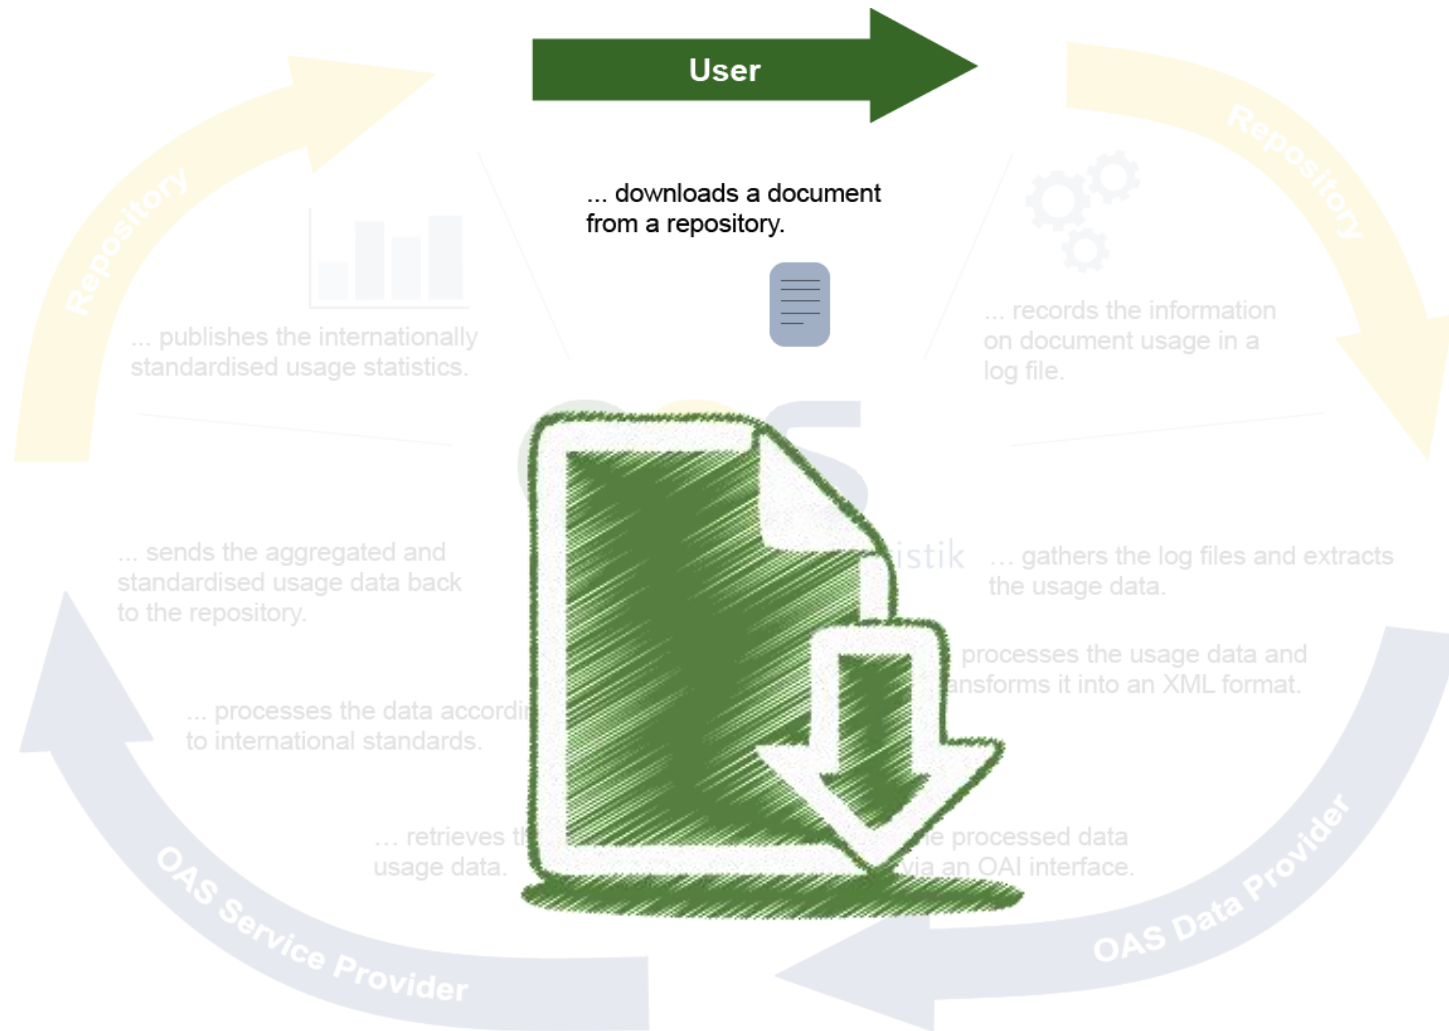 User
... downloads a document
from a repository.
Repository
... records the information
on document usage in a
log file.
... gathers the log files and extracts
the usage data.
processes the usage data and
ansforms it into an XML format.
OAS Data Provider
e processed data
via an OAI interface.
OAS Service Provider
... retrieves th
usage data.
... processes the data accordin
to international standards.
... sends the aggregated and
standardised usage data back
to the repository.
Repository
... publishes the internationally
standardised usage statistics.
istik